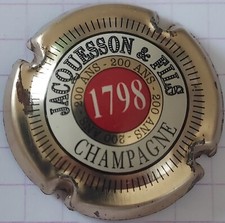 JACQUESSON & FILS
200 ANS - 200 ANS - 200 ANS - 200 ANS -
1798
CHAMPAGNE